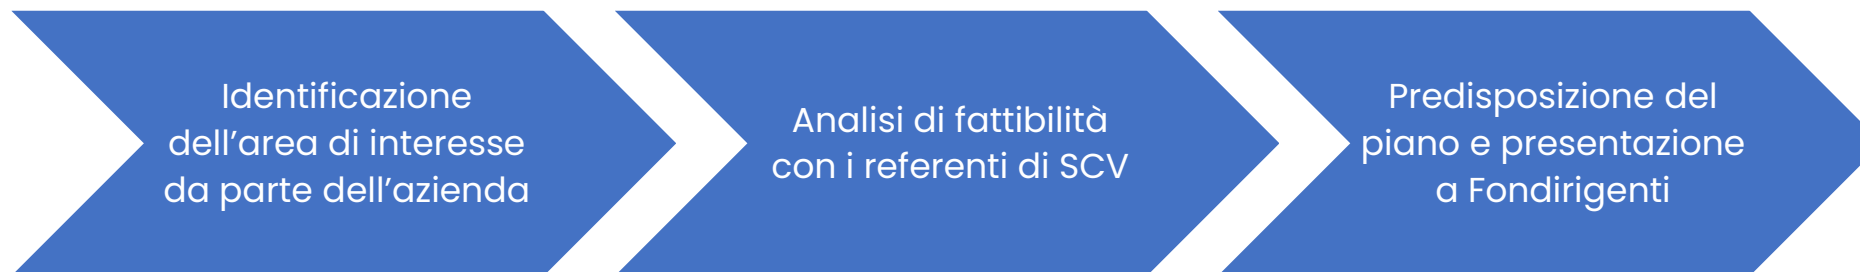 Identificazione
dell’area di interesse
da parte dell’azienda
Analisi di fattibilità
con i referenti di SCV
Predisposizione del
piano e presentazione
a Fondirigenti